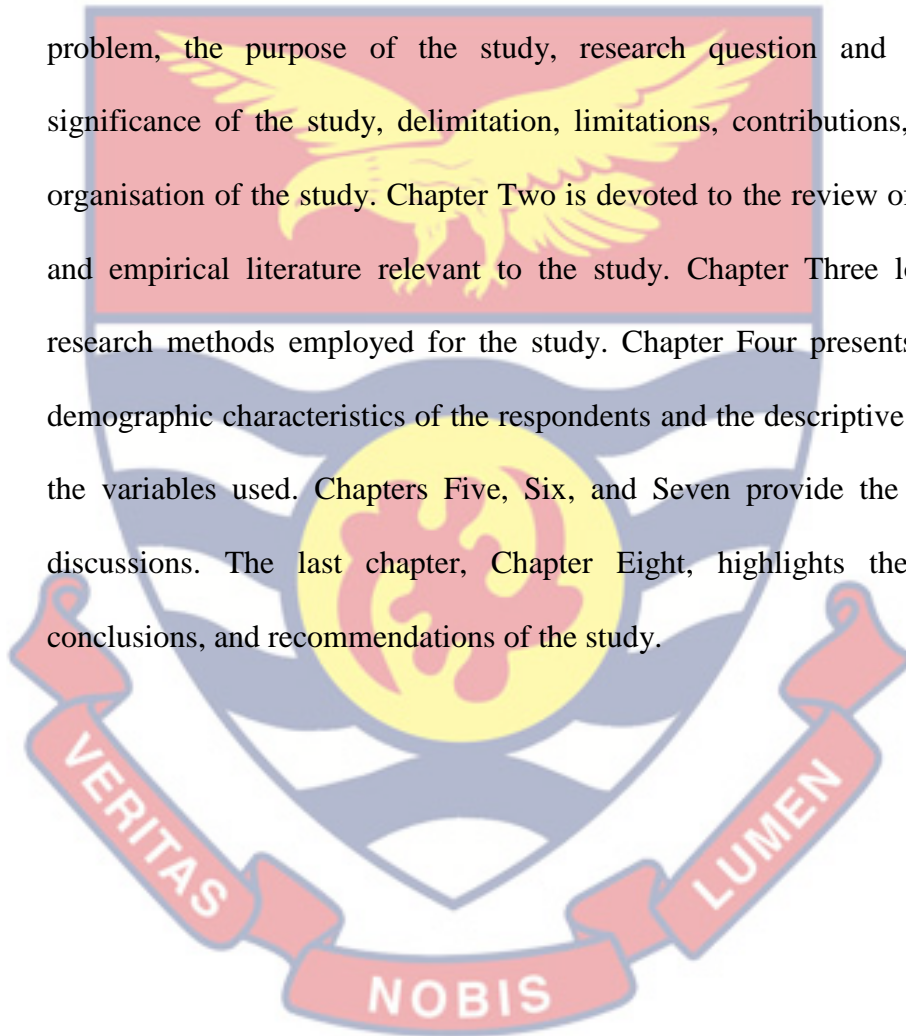 problem, the purpose of the study, research question and
significance of the study, delimitation, limitations, contributions,
organisation of the study. Chapter Two is devoted to the review of
and empirical literature relevant to the study. Chapter Three
research methods employed for the study. Chapter Four presents
demographic characteristics of the respondents and the descriptive
the variables used. Chapters Five, Six, and Seven provide the
discussions. The last chapter, Chapter Eight, highlights the
conclusions, and recommendations of the study.
VERITAS
NOBIS
LUMEN